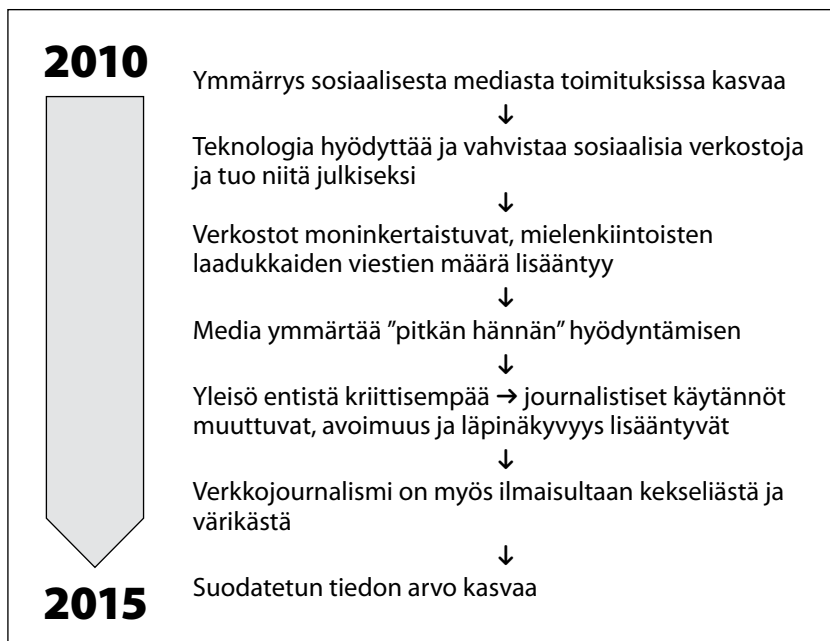 2010
Ymmärrys sosiaalisesta mediasta toimituksissa kasvaa
↓
Teknologia hyödyttää ja vahvistaa sosiaalisia verkostoja
ja tuo niitä julkiseksi
↓
Verkostot moninkertaistuvat, mielenkiintoisten
laadukkaiden viestien määrä lisääntyy
↓
Media ymmärtää ”pitkän hännän” hyödyntämisen
↓
Yleisö entistä kriittisempää → journalistiset käytännöt
muuttuvat, avoimuus ja läpinäkyvyys lisääntyvät
↓
Verkkojournalismi on myös ilmaisultaan kekseliästä ja
värikästä
↓
Suodatetun tiedon arvo kasvaa
2015